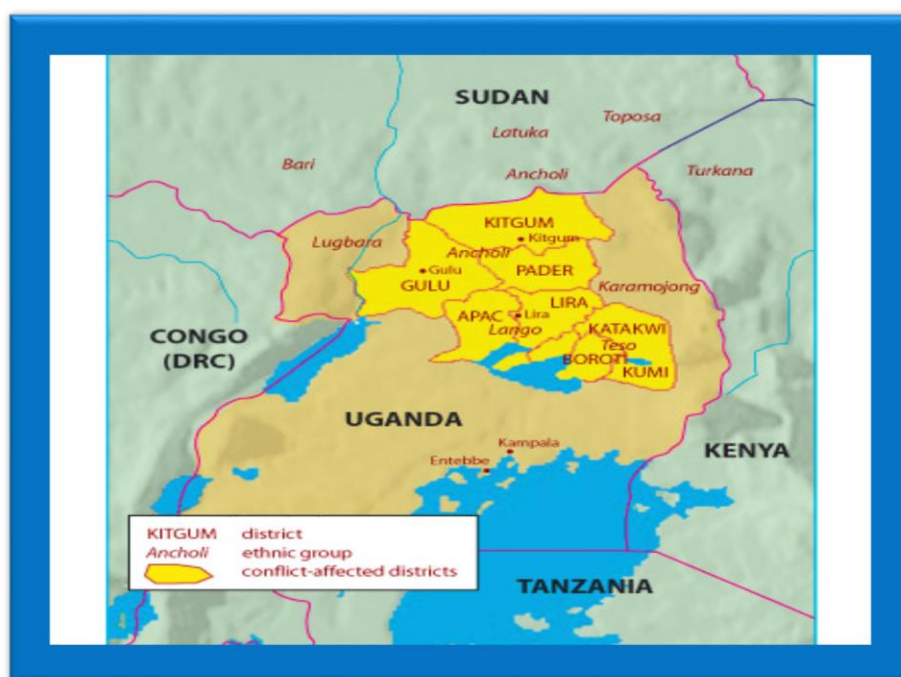 SUDAN
Toposa
Latuka
Bari
Ancholi
Turkana
KITGUM
Kitgum
Lugbara
Ancholi
Gulu
PADER
GULU
Karamojong
LIRA
APAC
Lira
Lango
KATAKWI
CONGO
(DRC)
Teso
BOROTI
KUMI
UGANDA
Kampala
KENYA
Entebbe
KITGUM district
Ancholi ethnic group
conflict-affected districts
TANZANIA